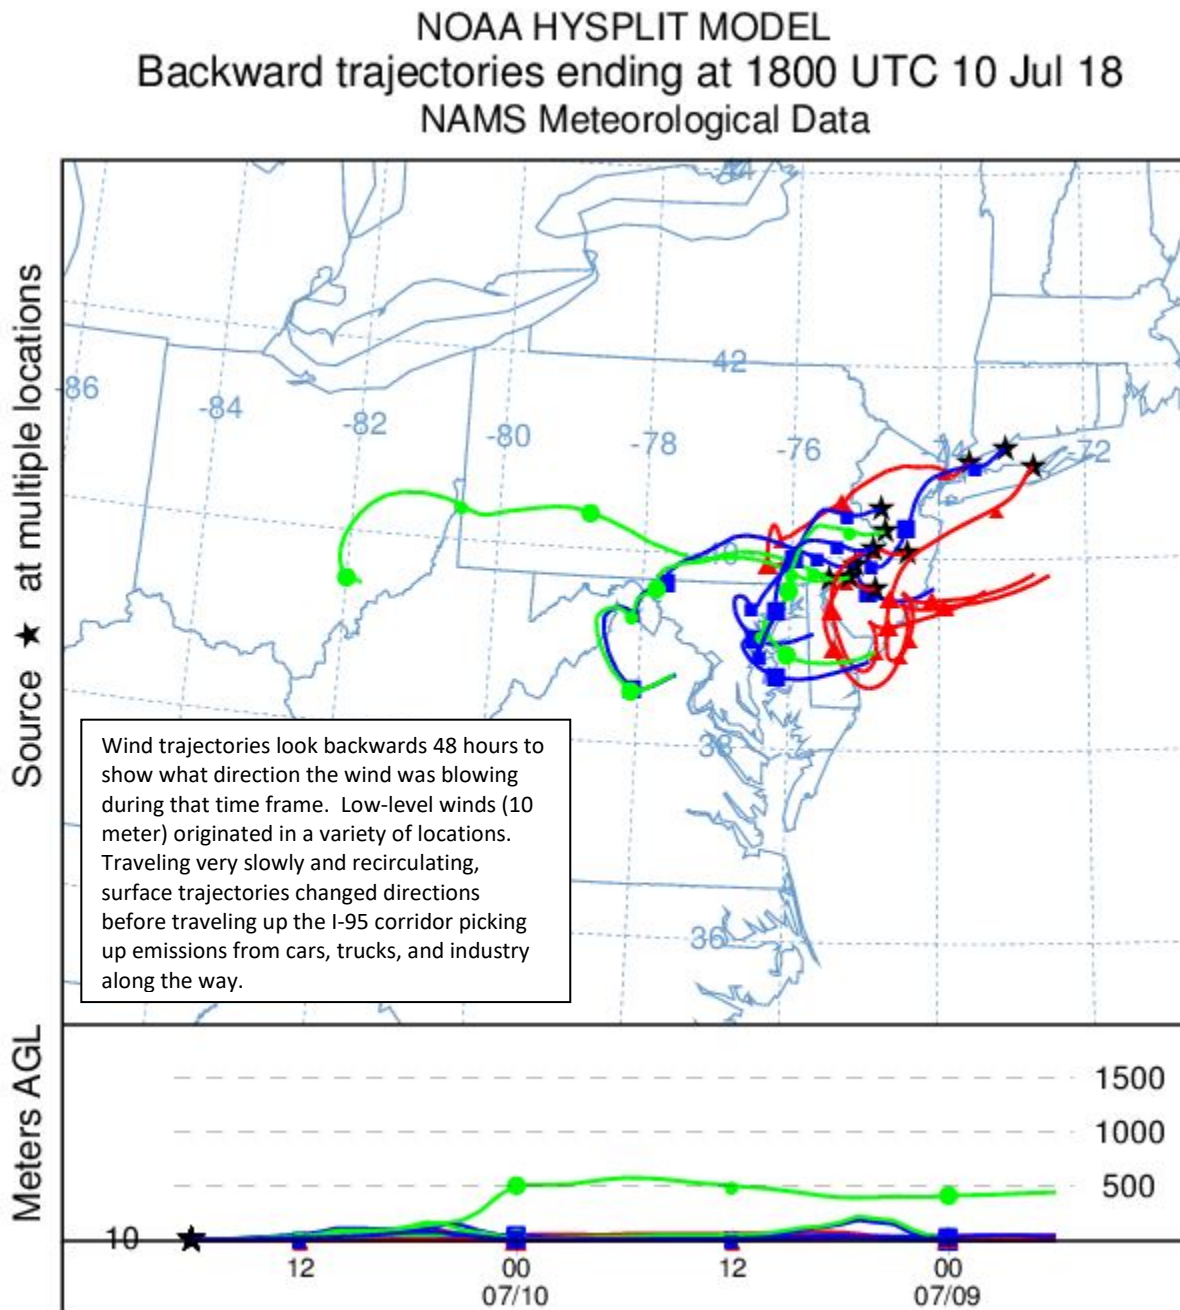 NOAA HYSPLIT MODEL
Backward trajectories ending at 1800 UTC 10 Jul 18
NAMS Meteorological Data
Source ★ at multiple locations
44
42
-86
-84
-82
-80
-78
-76
-74
-72
38
36
Wind trajectories look backwards 48 hours to
show what direction the wind was blowing
during that time frame.  Low-level winds (10
meter) originated in a variety of locations.
Traveling very slowly and recirculating,
surface trajectories changed directions
before traveling up the I-95 corridor picking
up emissions from cars, trucks, and industry
along the way.
Meters AGL
1500
1000
500
10
12 00 12 00
07/10 07/09